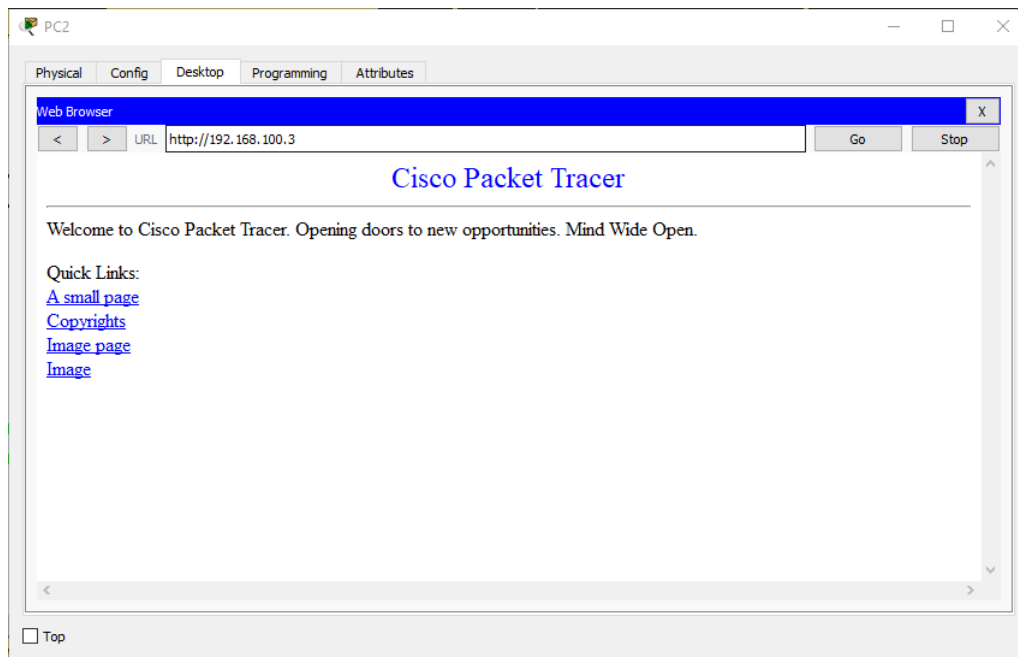 PC2
Physical Config Desktop Programming Attributes
Web Browser X
< > URL http://192.168.100.3 Go Stop
Cisco Packet Tracer
Welcome to Cisco Packet Tracer. Opening doors to new opportunities. Mind Wide Open.
Quick Links:
A small page
Copyrights
Image page
Image
Top